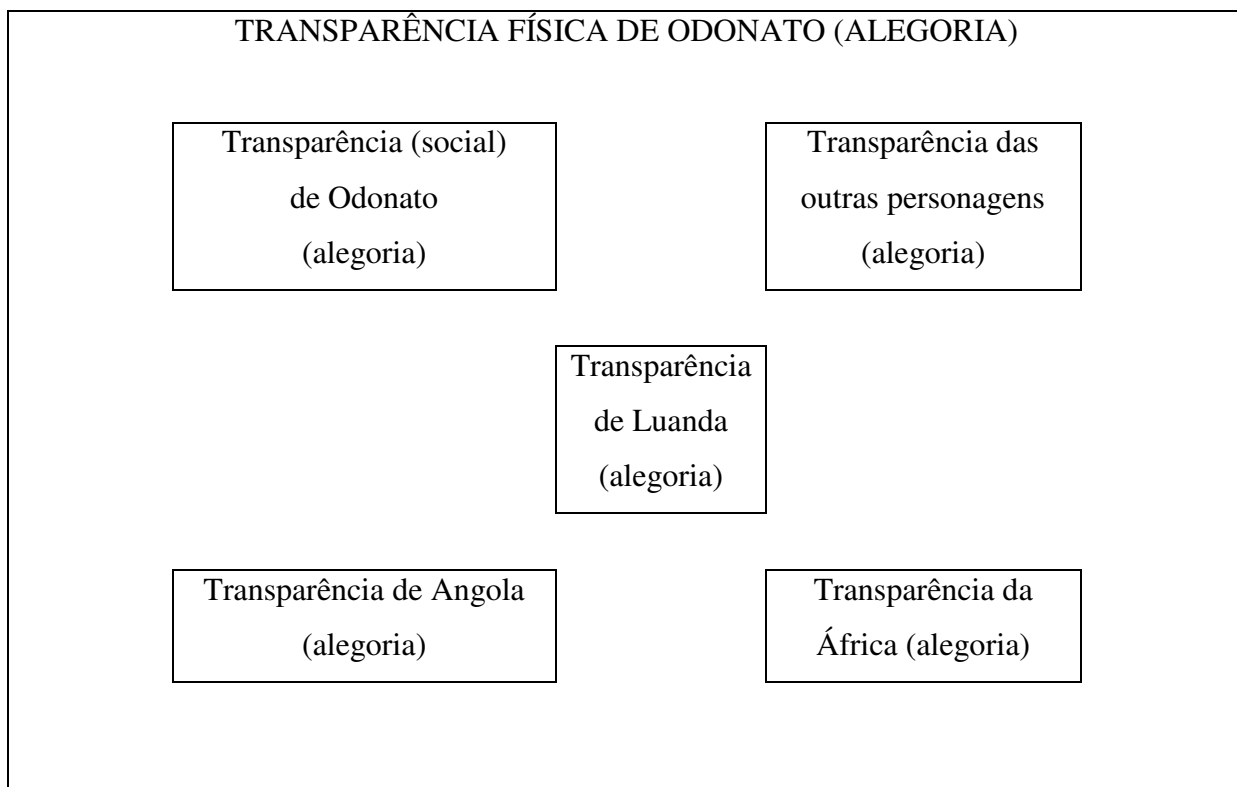 TRANSPARÊNCIA FÍSICA DE ODONATO (ALEGORIA)
Transparência (social)
de Odonato
(alegoria)
Transparência das
outras personagens
(alegoria)
Transparência
de Luanda
(alegoria)
Transparência de Angola
(alegoria)
Transparência da
África (alegoria)